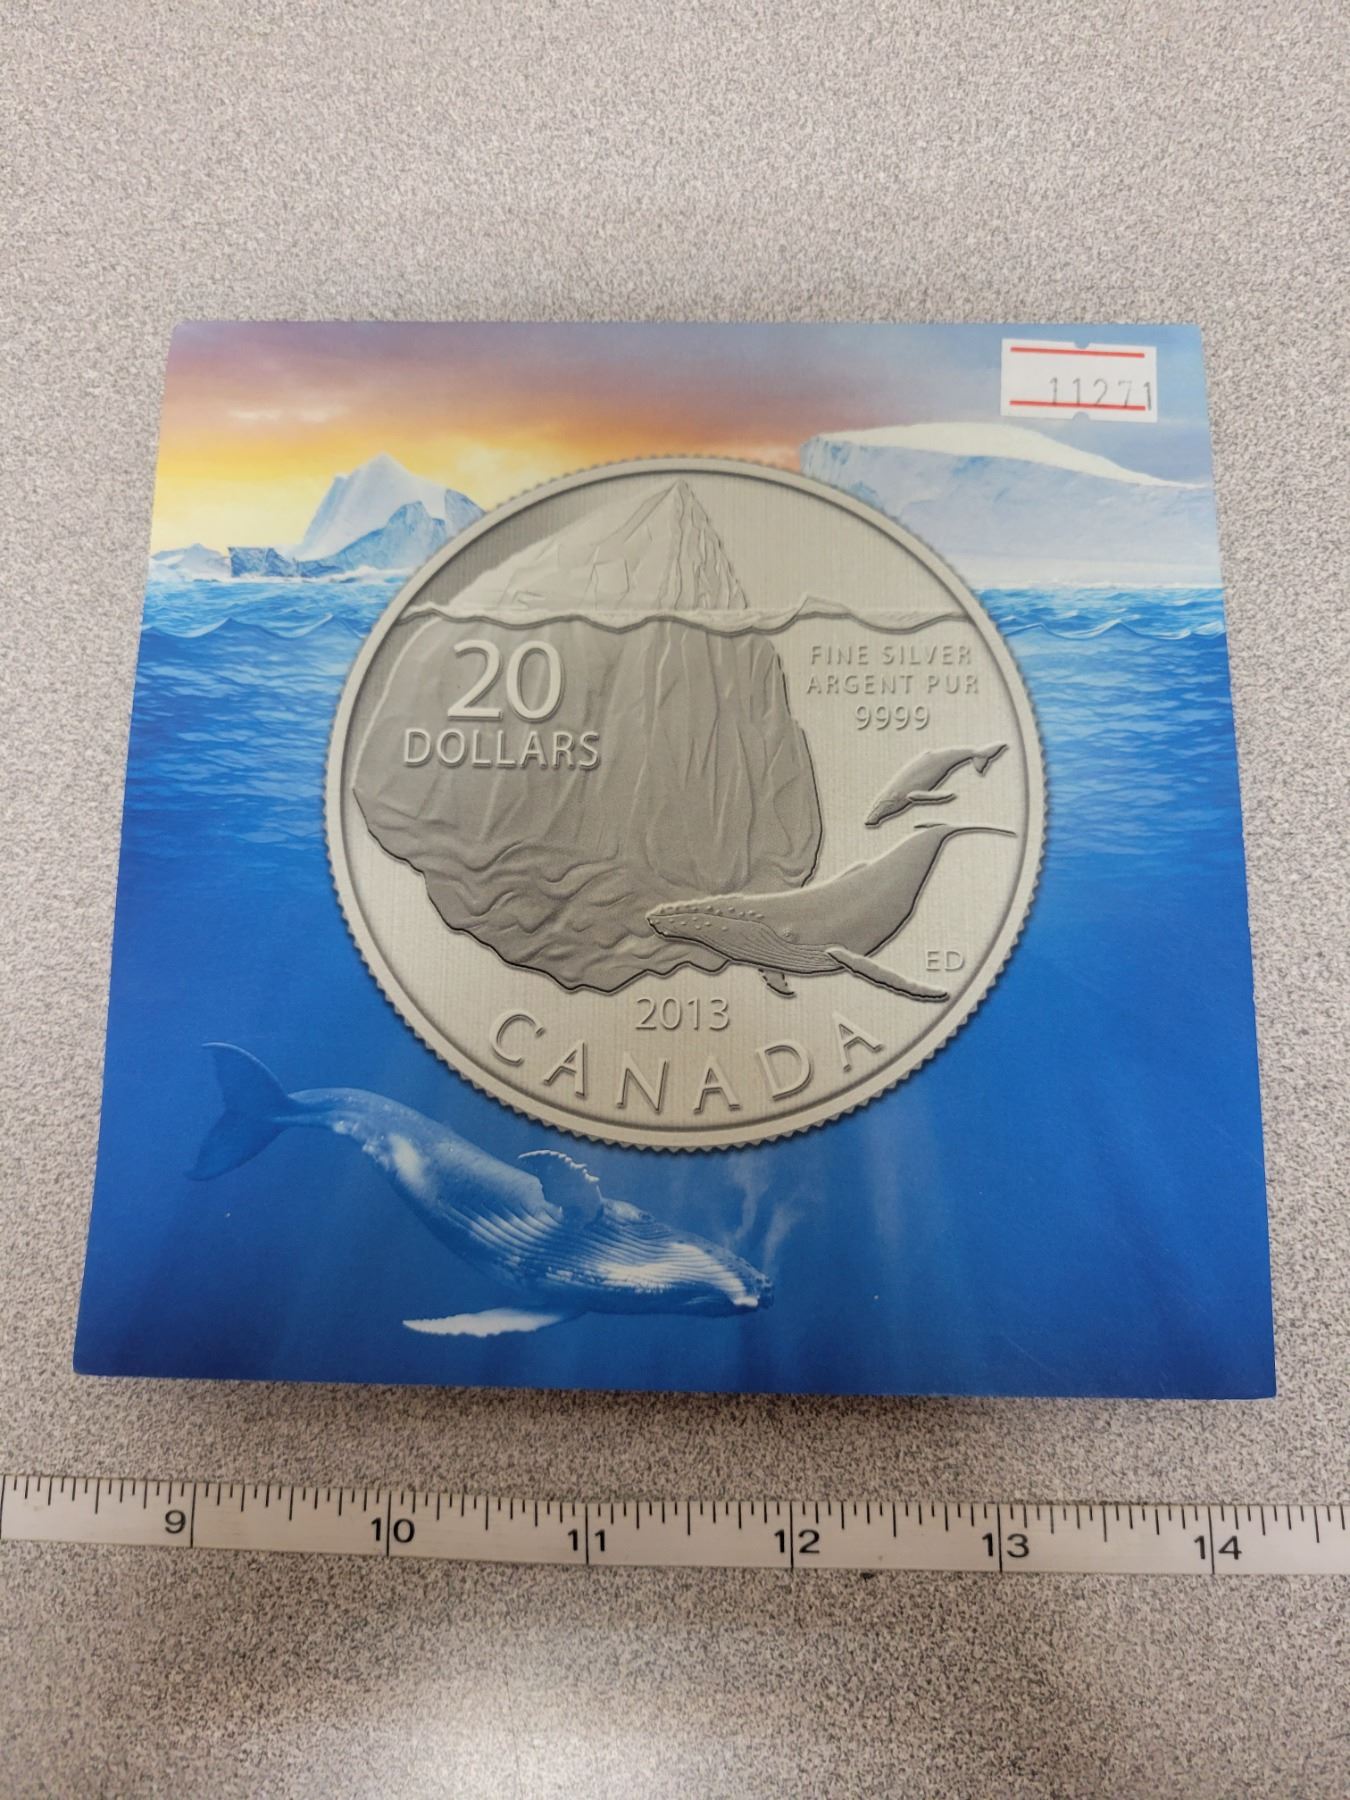 11271
20
DOLLARS
FINE SILVER
ARGENT PUR
9999
ED
2013
CANADA
9 10 11 12 13 14